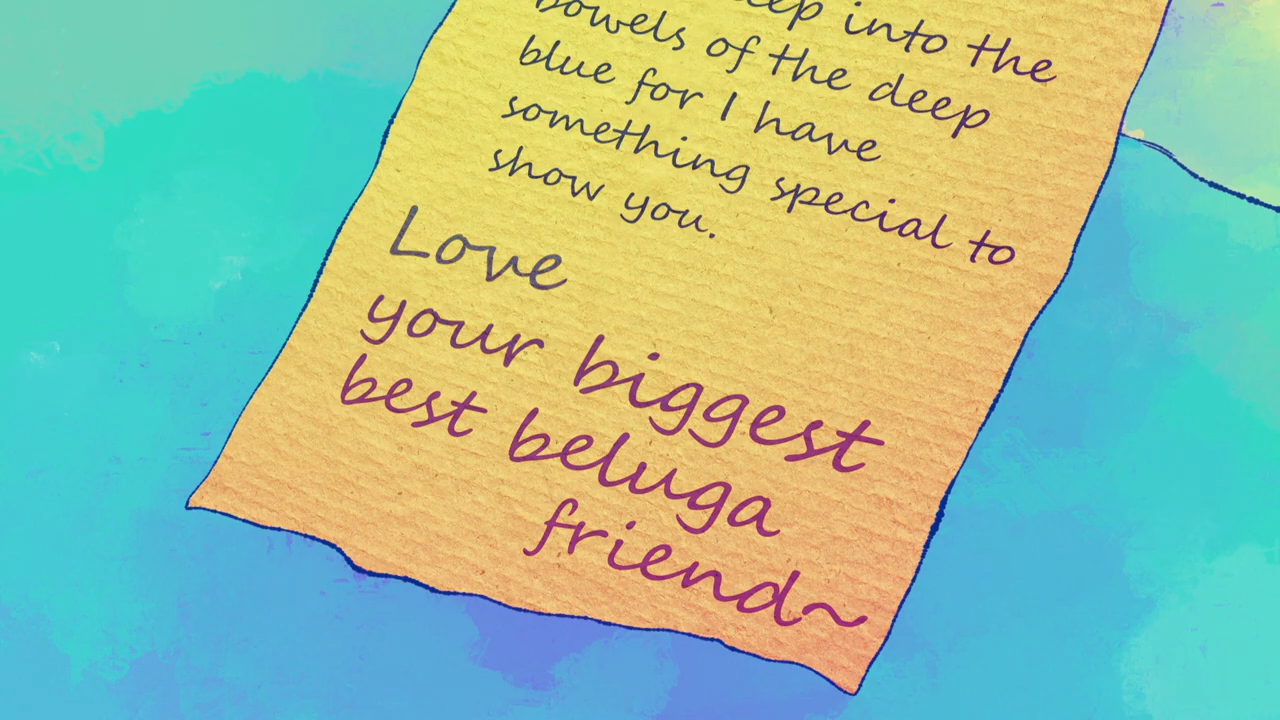 into the
bowels of the deep
blue for I have
something special to
show you.
Love
your biggest
best beluga
friend~